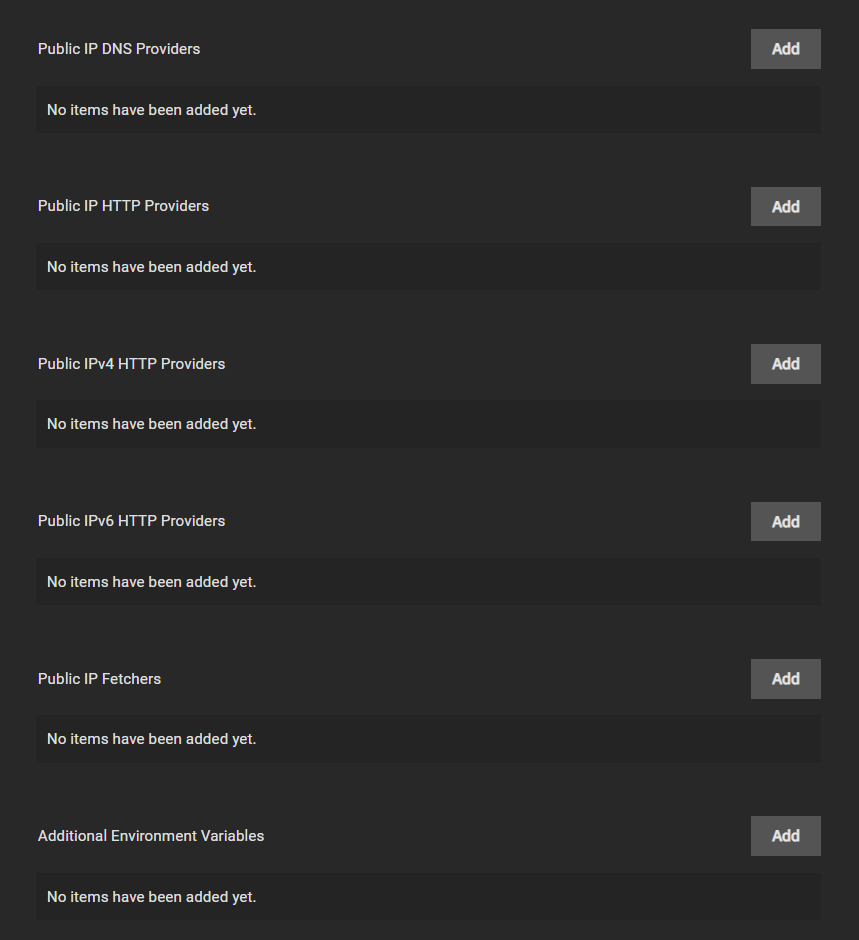 Public IP DNS Providers
Add
No items have been added yet.
Public IP HTTP Providers
Add
No items have been added yet.
Public IPv4 HTTP Providers
Add
No items have been added yet.
Public IPv6 HTTP Providers
Add
No items have been added yet.
Public IP Fetchers
Add
No items have been added yet.
Additional Environment Variables
Add
No items have been added yet.